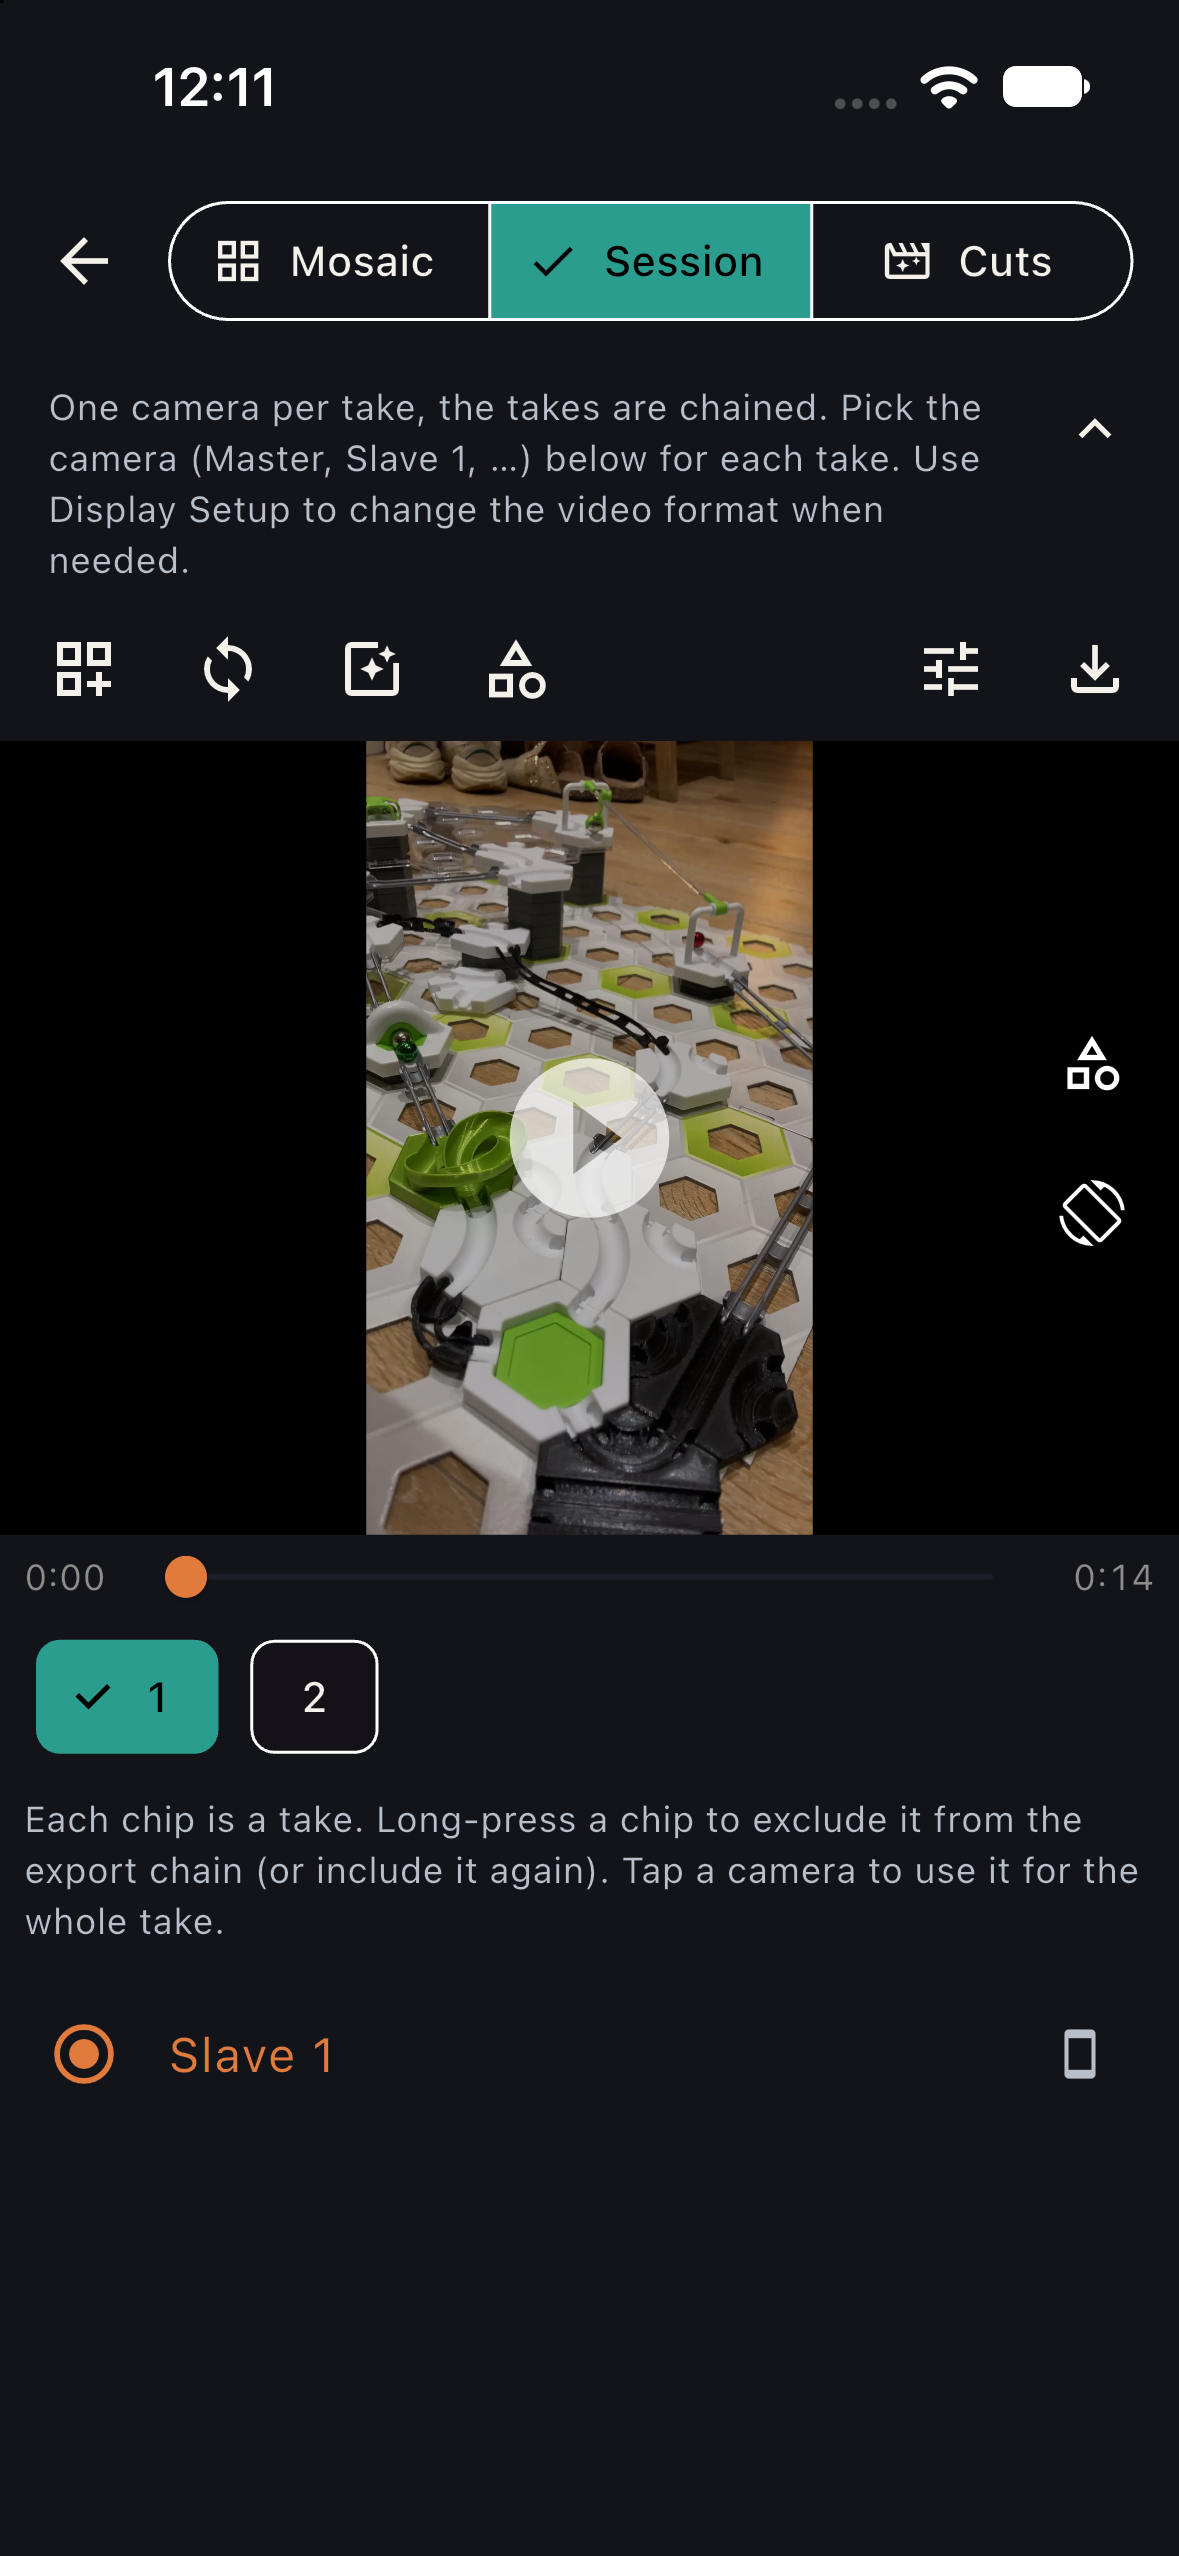 12:11
Mosaic
Session
Cuts
One camera per take, the takes are chained. Pick the
camera (Master, Slave 1, ...) below for each take. Use
Display Setup to change the video format when
needed.
0:00
0:14
1
2
Each chip is a take. Long-press a chip to exclude it from the
export chain (or include it again). Tap a camera to use it for the
whole take.
Slave 1